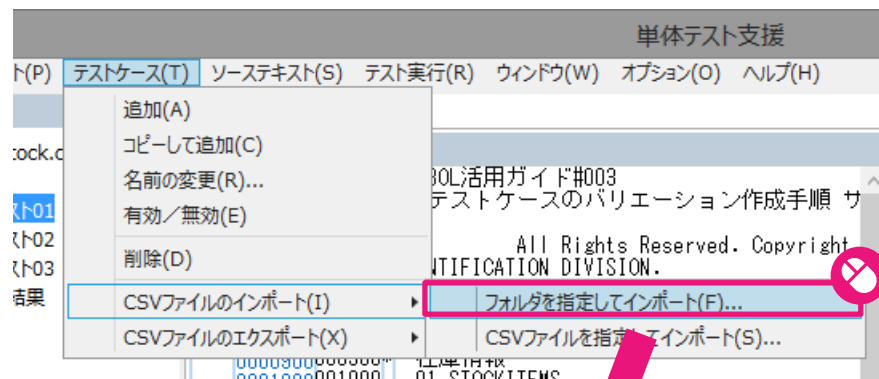 単体テスト支援
ト(P) テストケース(T) ソーステキスト(S) テスト実行(R) ウィンドウ(W) オプション(O) ヘルプ(H)
追加(A)
tock.c コピーして追加(C)
名前の変更(R)... BOL活用ガイド#003
スト01 有効／無効(E) テストケースのバリエーション作成手順 サ
スト02 All Rights Reserved. Copyright
スト03 削除(D) NTIFICATION DIVISION.
結果 CSVファイルのインポート(I) フォルダを指定してインポート(F)...
CSVファイルのエクスポート(X) CSVファイルを指定してインポート(S)...
在庫情報
01 STOCKITEMS